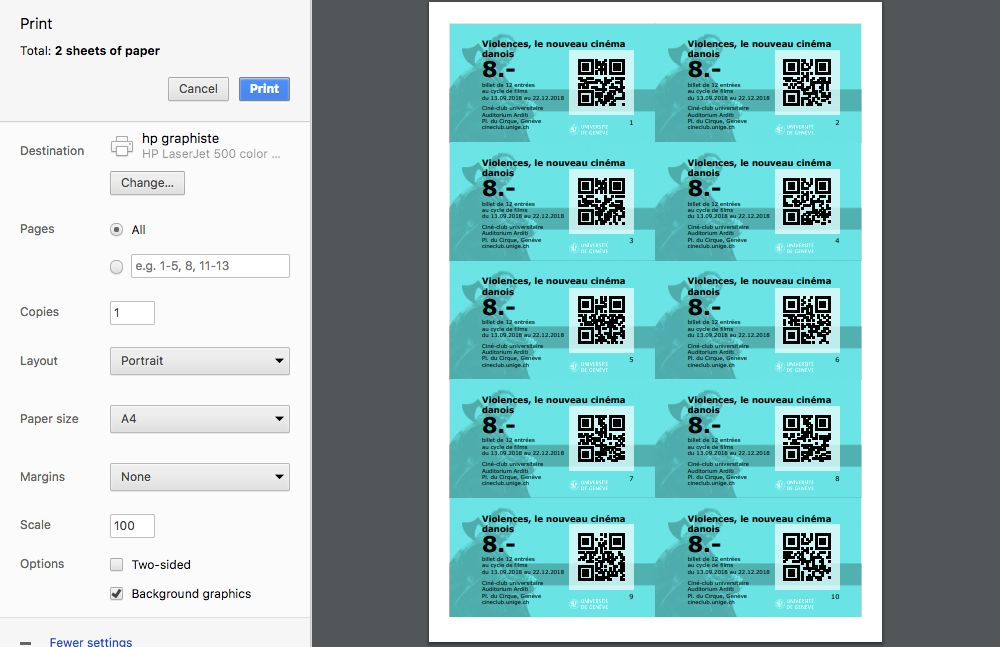 Print
Total: 2 sheets of paper
Cancel
Print
Destination
hp graphiste
HP LaserJet 500 color ...
Change...
Pages
All
e.g. 1-5, 8, 11-13
Copies
1
Layout
Portrait
Paper size
A4
Margins
None
Scale
100
Options
Two-sided
Background graphics
Fewer settings
Violences, le nouveau cinéma
danois
8.-
billet de 12 entrées
au cycle de films
du 13.09.2018 au 22.12.2018
Ciné-club universitaire
Auditorium Arditi
Pl. du Cirque, Genève
cineclub.unige.ch
UNIVERSITÉ
DE GENÈVE
1
Violences, le nouveau cinéma
danois
8.-
billet de 12 entrées
au cycle de films
du 13.09.2018 au 22.12.2018
Ciné-club universitaire
Auditorium Arditi
Pl. du Cirque, Genève
cineclub.unige.ch
UNIVERSITÉ
DE GENÈVE
2
Violences, le nouveau cinéma
danois
8.-
billet de 12 entrées
au cycle de films
du 13.09.2018 au 22.12.2018
Ciné-club universitaire
Auditorium Arditi
Pl. du Cirque, Genève
cineclub.unige.ch
UNIVERSITÉ
DE GENÈVE
3
Violences, le nouveau cinéma
danois
8.-
billet de 12 entrées
au cycle de films
du 13.09.2018 au 22.12.2018
Ciné-club universitaire
Auditorium Arditi
Pl. du Cirque, Genève
cineclub.unige.ch
UNIVERSITÉ
DE GENÈVE
4
Violences, le nouveau cinéma
danois
8.-
billet de 12 entrées
au cycle de films
du 13.09.2018 au 22.12.2018
Ciné-club universitaire
Auditorium Arditi
Pl. du Cirque, Genève
cineclub.unige.ch
UNIVERSITÉ
DE GENÈVE
5
Violences, le nouveau cinéma
danois
8.-
billet de 12 entrées
au cycle de films
du 13.09.2018 au 22.12.2018
Ciné-club universitaire
Auditorium Arditi
Pl. du Cirque, Genève
cineclub.unige.ch
UNIVERSITÉ
DE GENÈVE
6
Violences, le nouveau cinéma
danois
8.-
billet de 12 entrées
au cycle de films
du 13.09.2018 au 22.12.2018
Ciné-club universitaire
Auditorium Arditi
Pl. du Cirque, Genève
cineclub.unige.ch
UNIVERSITÉ
DE GENÈVE
7
Violences, le nouveau cinéma
danois
8.-
billet de 12 entrées
au cycle de films
du 13.09.2018 au 22.12.2018
Ciné-club universitaire
Auditorium Arditi
Pl. du Cirque, Genève
cineclub.unige.ch
UNIVERSITÉ
DE GENÈVE
8
Violences, le nouveau cinéma
danois
8.-
billet de 12 entrées
au cycle de films
du 13.09.2018 au 22.12.2018
Ciné-club universitaire
Auditorium Arditi
Pl. du Cirque, Genève
cineclub.unige.ch
UNIVERSITÉ
DE GENÈVE
9
Violences, le nouveau cinéma
danois
8.-
billet de 12 entrées
au cycle de films
du 13.09.2018 au 22.12.2018
Ciné-club universitaire
Auditorium Arditi
Pl. du Cirque, Genève
cineclub.unige.ch
UNIVERSITÉ
DE GENÈVE
10